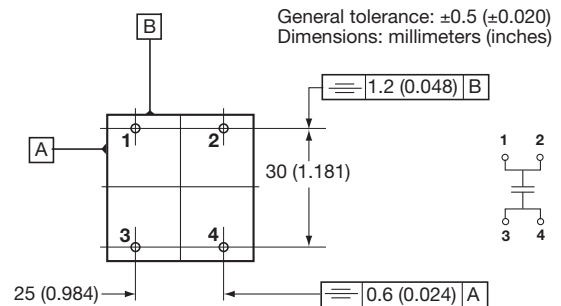 General tolerance: ±0.5 (±0.020)
Dimensions: millimeters (inches)
B
1.2 (0.048) B
A
1 2
30 (1.181)
1 2
3 4
3 4
25 (0.984)
0.6 (0.024) A